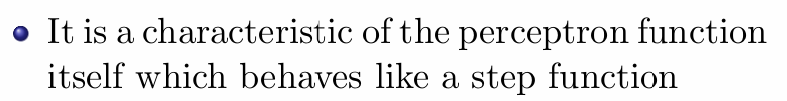 It is a characteristic of the perceptron function
itself which behaves like a step function